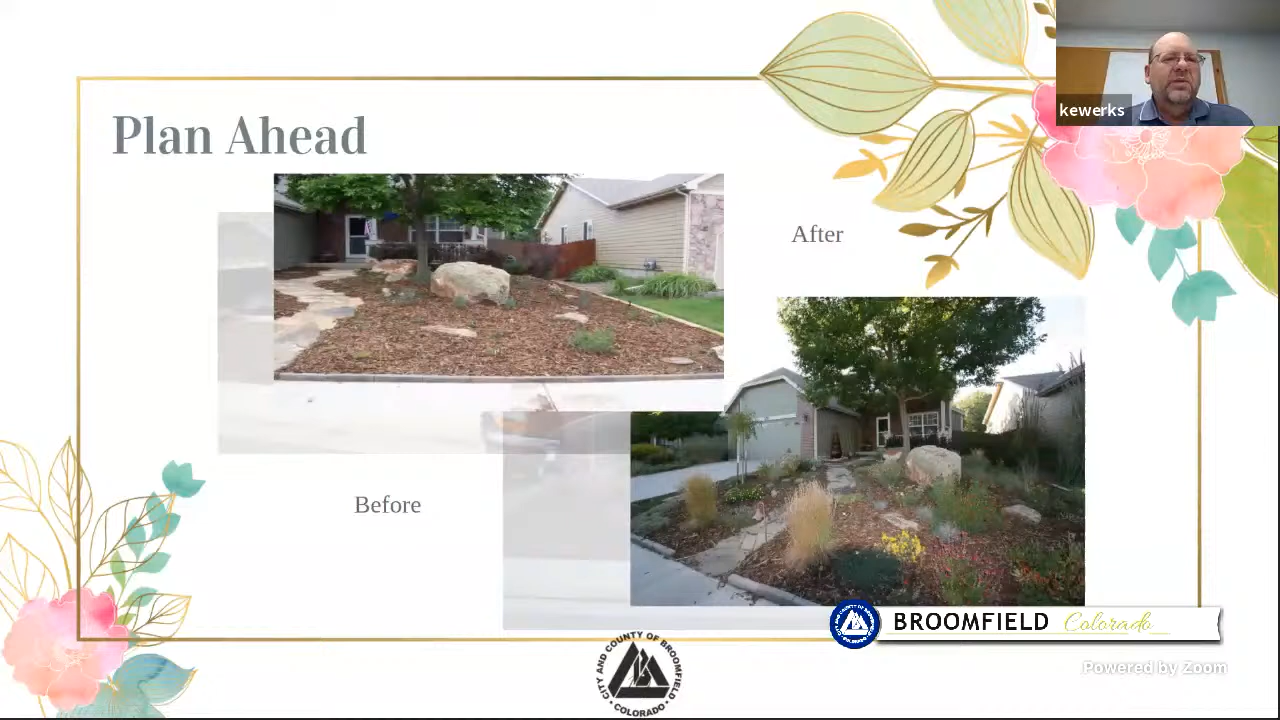 kewerks
Plan Ahead
After
Before
BROOMFIELD Colorado
Powered by Zoom
CITY AND COUNTY OF BROOMFIELD
COLORADO